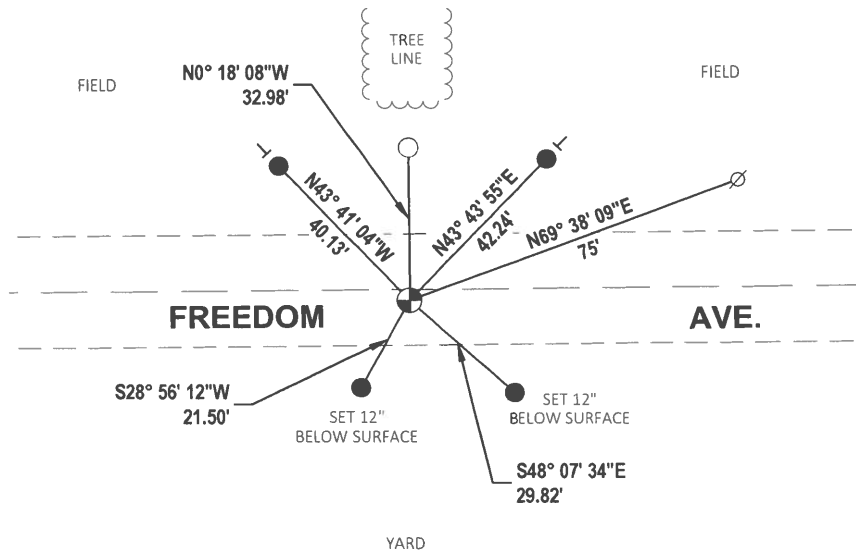 TREE
LINE
FIELD
N0° 18' 08"W
32.98'
FIELD
N43° 41' 04"W
40.13'
N43° 43' 55"E
42.24'
N69° 38' 09"E
75'
FREEDOM AVE.
S28° 56' 12"W
21.50'
SET 12"
BELOW SURFACE
SET 12"
BELOW SURFACE
S48° 07' 34"E
29.82'
YARD